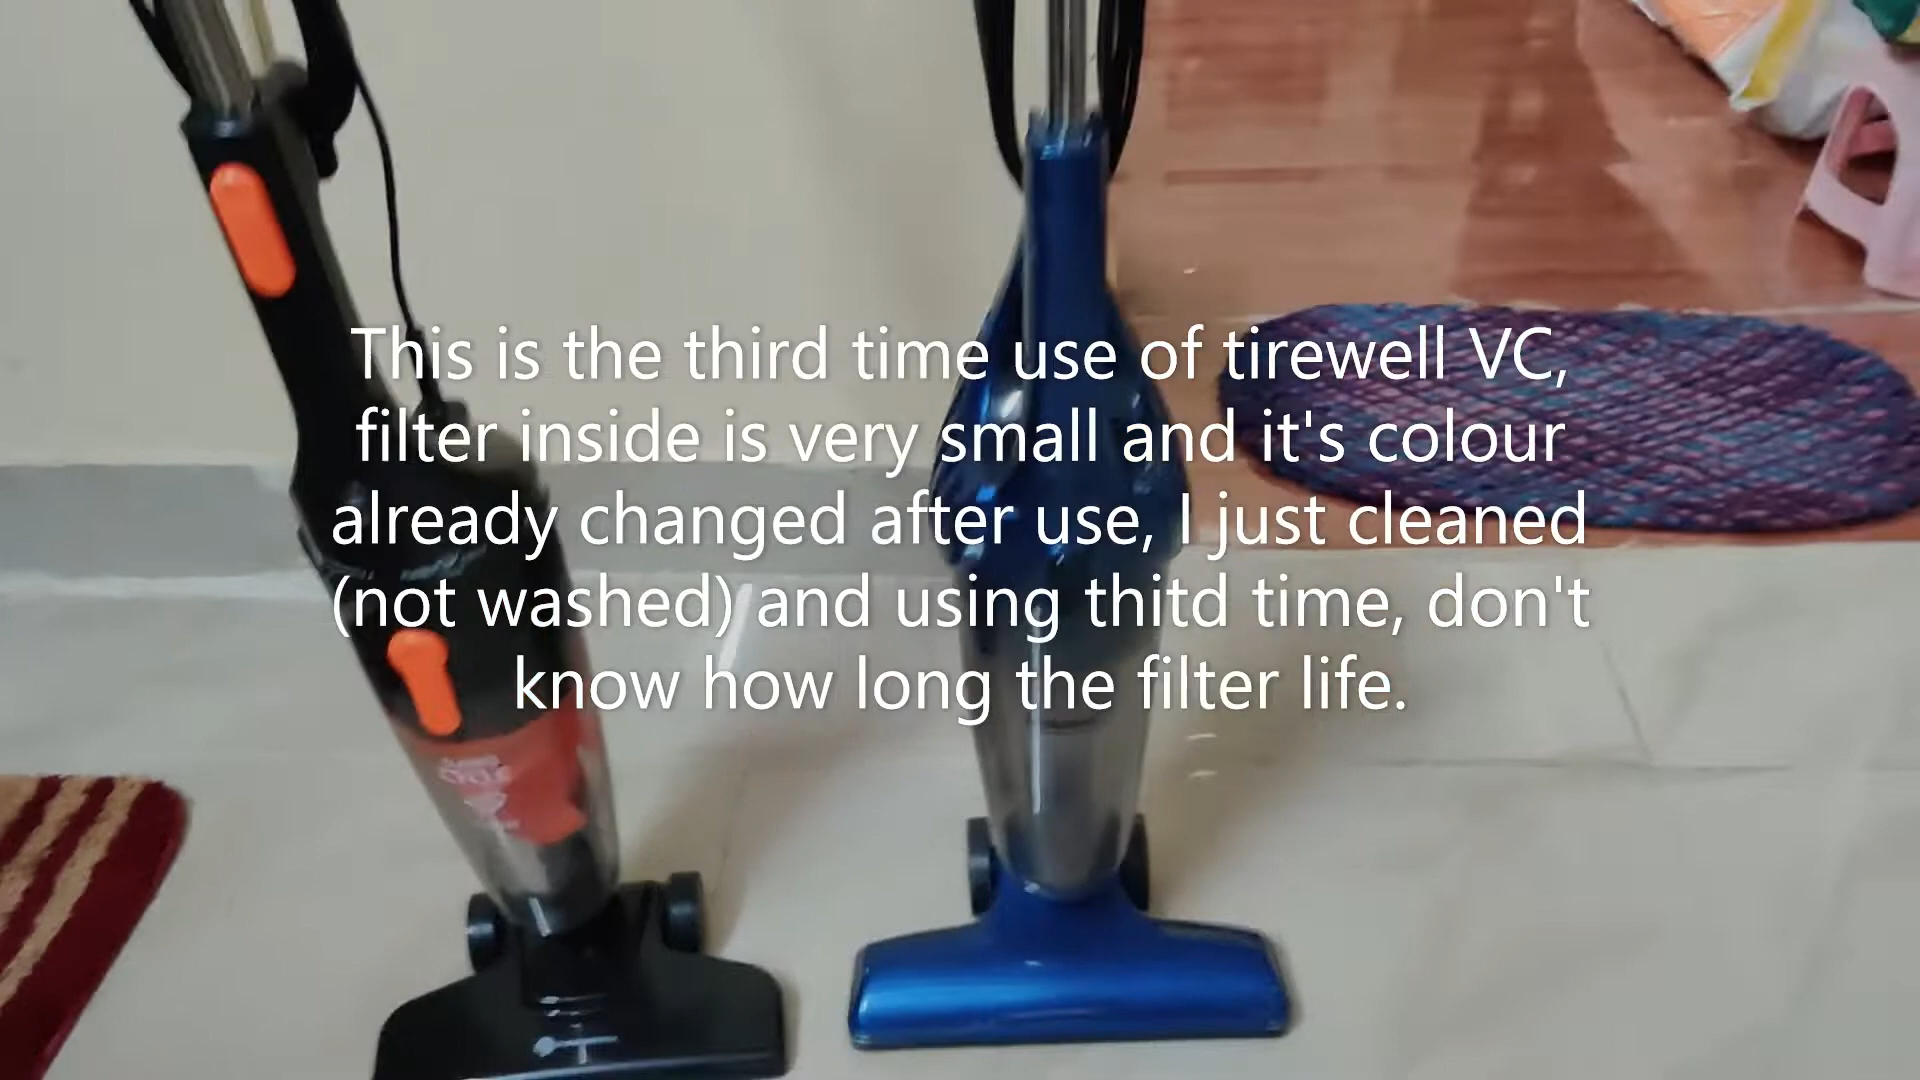 This is the third time use of tirewell VC,
filter inside is very small and it's colour
already changed after use, I just cleaned
(not washed) and using thitd time, don't
know how long the filter life.